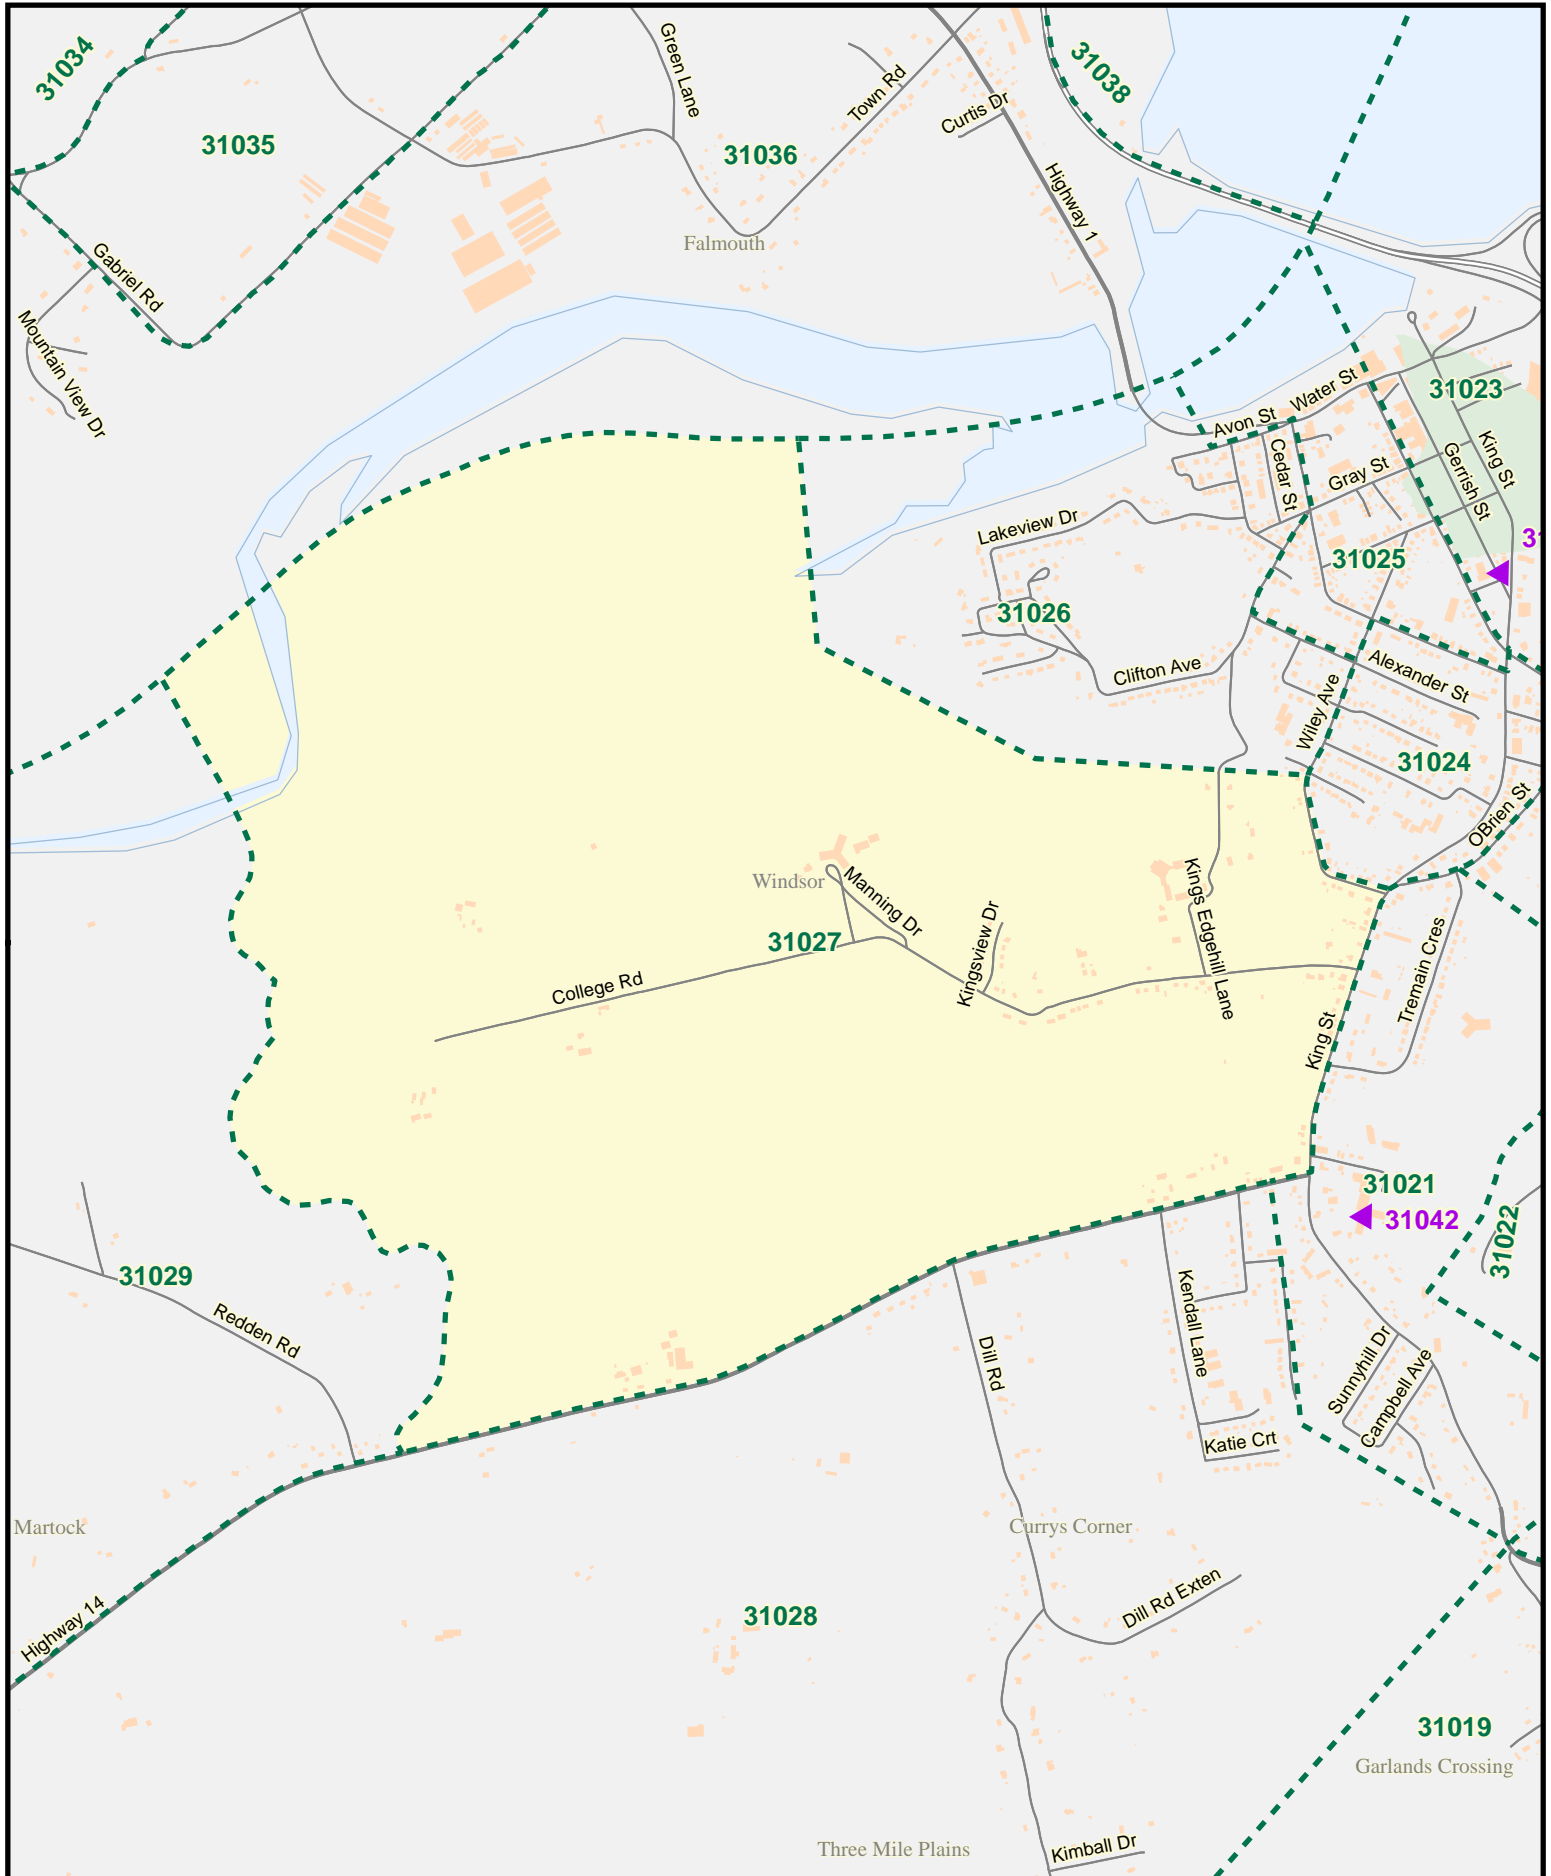 31034
31035
Green Lane
Town Rd
Curtis Dr
31038
31036
Highway 1
Falmouth
Gabriel Rd
Mountain View Dr
Avon St
Water St
31023
King St
Gerrish St
Cedar St
Gray St
Lakeview Dr
31025
31026
Clifton Ave
Alexander St
Wiley Ave
31024
OBrien St
Windsor
Manning Dr
Kings Edgehill Lane
31027
Kingsview Dr
College Rd
Tremain Cres
King St
31021
31042
31022
31029
Redden Rd
Kendall Lane
Dill Rd
Sunnyhill Dr
Campbell Ave
Katie Crt
Martock
Currys Corner
Highway 14
31028
Dill Rd Exten
31019
Garlands Crossing
Three Mile Plains
Kimball Dr